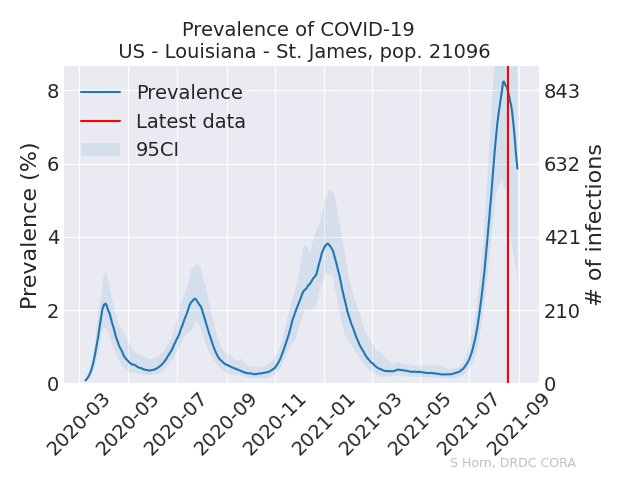 Prevalence of COVID-19
US - Louisiana - St. James, pop. 21096
Prevalence (%)
8
6
4
2
0
Prevalence
Latest data
95CI
843
632
421
210
0
# of infections
2020-03
2020-05
2020-07
2020-09
2020-11
2021-01
2021-03
2021-05
2021-07
2021-09
S Horn, DRDC CORA